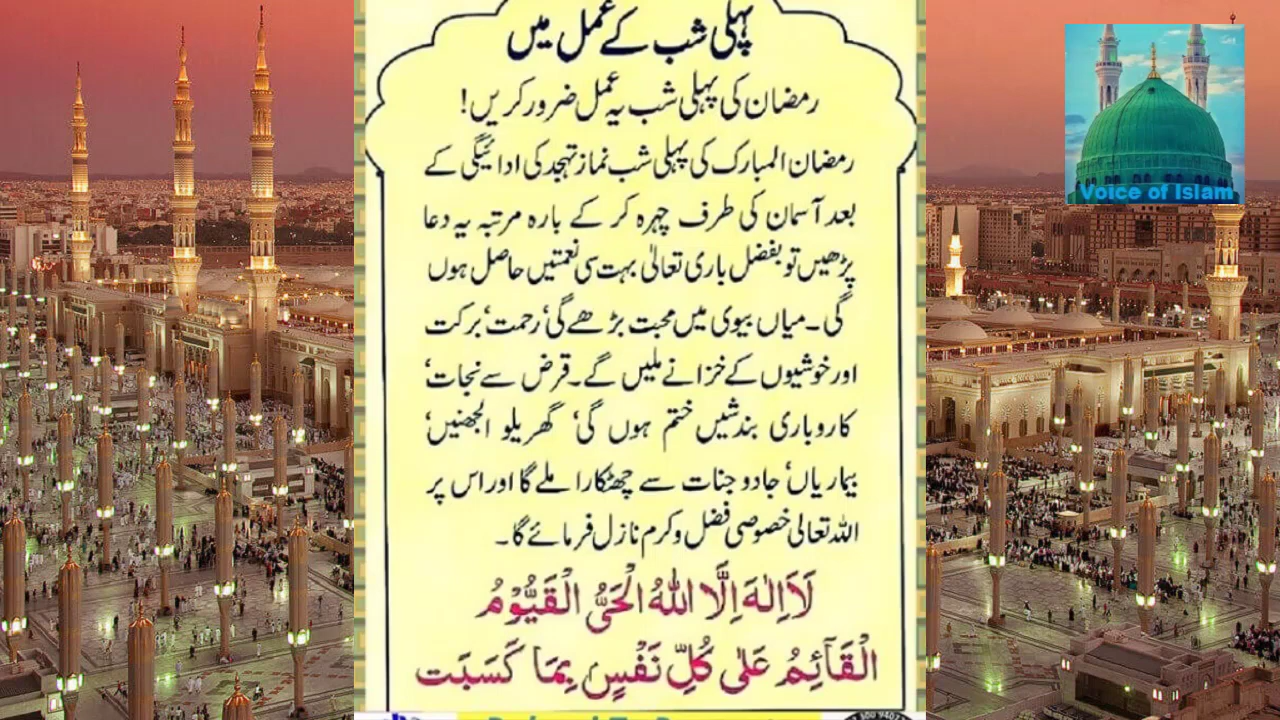 پہلی شب کے عمل میں
رمضان کی پہلی شب یہ عمل ضرور کریں!
رمضان المبارک کی پہلی شب نماز تہجد کی ادائیگی کے
بعد آسمان کی طرف چہرہ کر کے بارہ مرتبہ یہ دعا
پڑھیں تو بفضل باری تعالیٰ بہت سی نعمتیں حاصل ہوں
گی۔ میاں بیوی میں محبت بڑھے گی‘ رحمت‘ برکت
اور خوشیوں کے خزانے ملیں گے۔ قرض سے نجات‘
کاروباری بندشیں ختم ہوں گی‘ گھریلو الجھنیں‘
بیماریاں‘ جادو جنات سے چھٹکارا ملے گا اور اس پر
اللہ تعالیٰ خصوصی فضل و کرم نازل فرمائے گا۔
لَاۤ اِلٰهَ اِلَّا اللهُ الْحَیُّ الْقَیُّوْمُ
الْقَآئِمُ عَلٰی كُلِّ نَفْسٍۭ بِمَا كَسَبَت
Voice of Islam